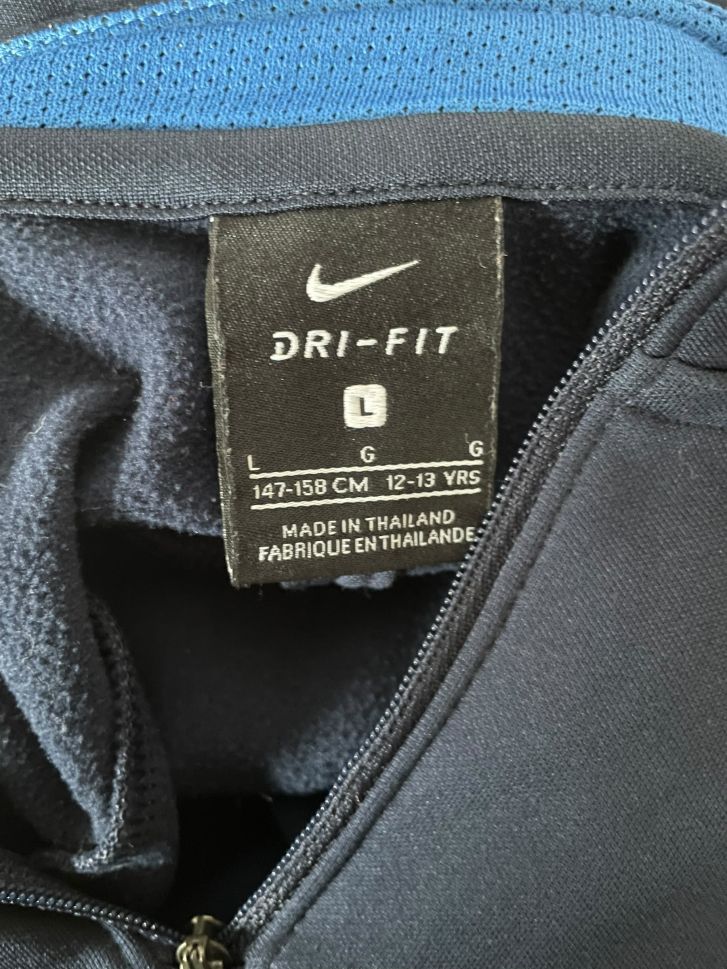 DRI-FIT
L
L G G
147-158 CM 12-13 YRS
MADE IN THAILAND
FABRIQUE EN THAILANDE